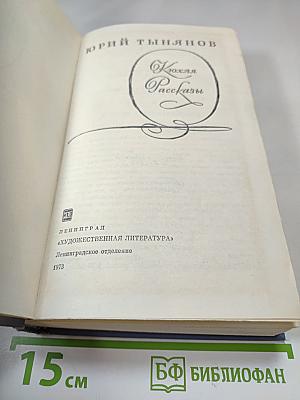 ЮРИЙ ТЫНЯНОВ
Кюхля
Рассказы
ЛЕНИНГРАД
«ХУДОЖЕСТВЕННАЯ ЛИТЕРАТУРА»
Ленинградское отделение
1973
15 см
БФ БИБЛИОФАН